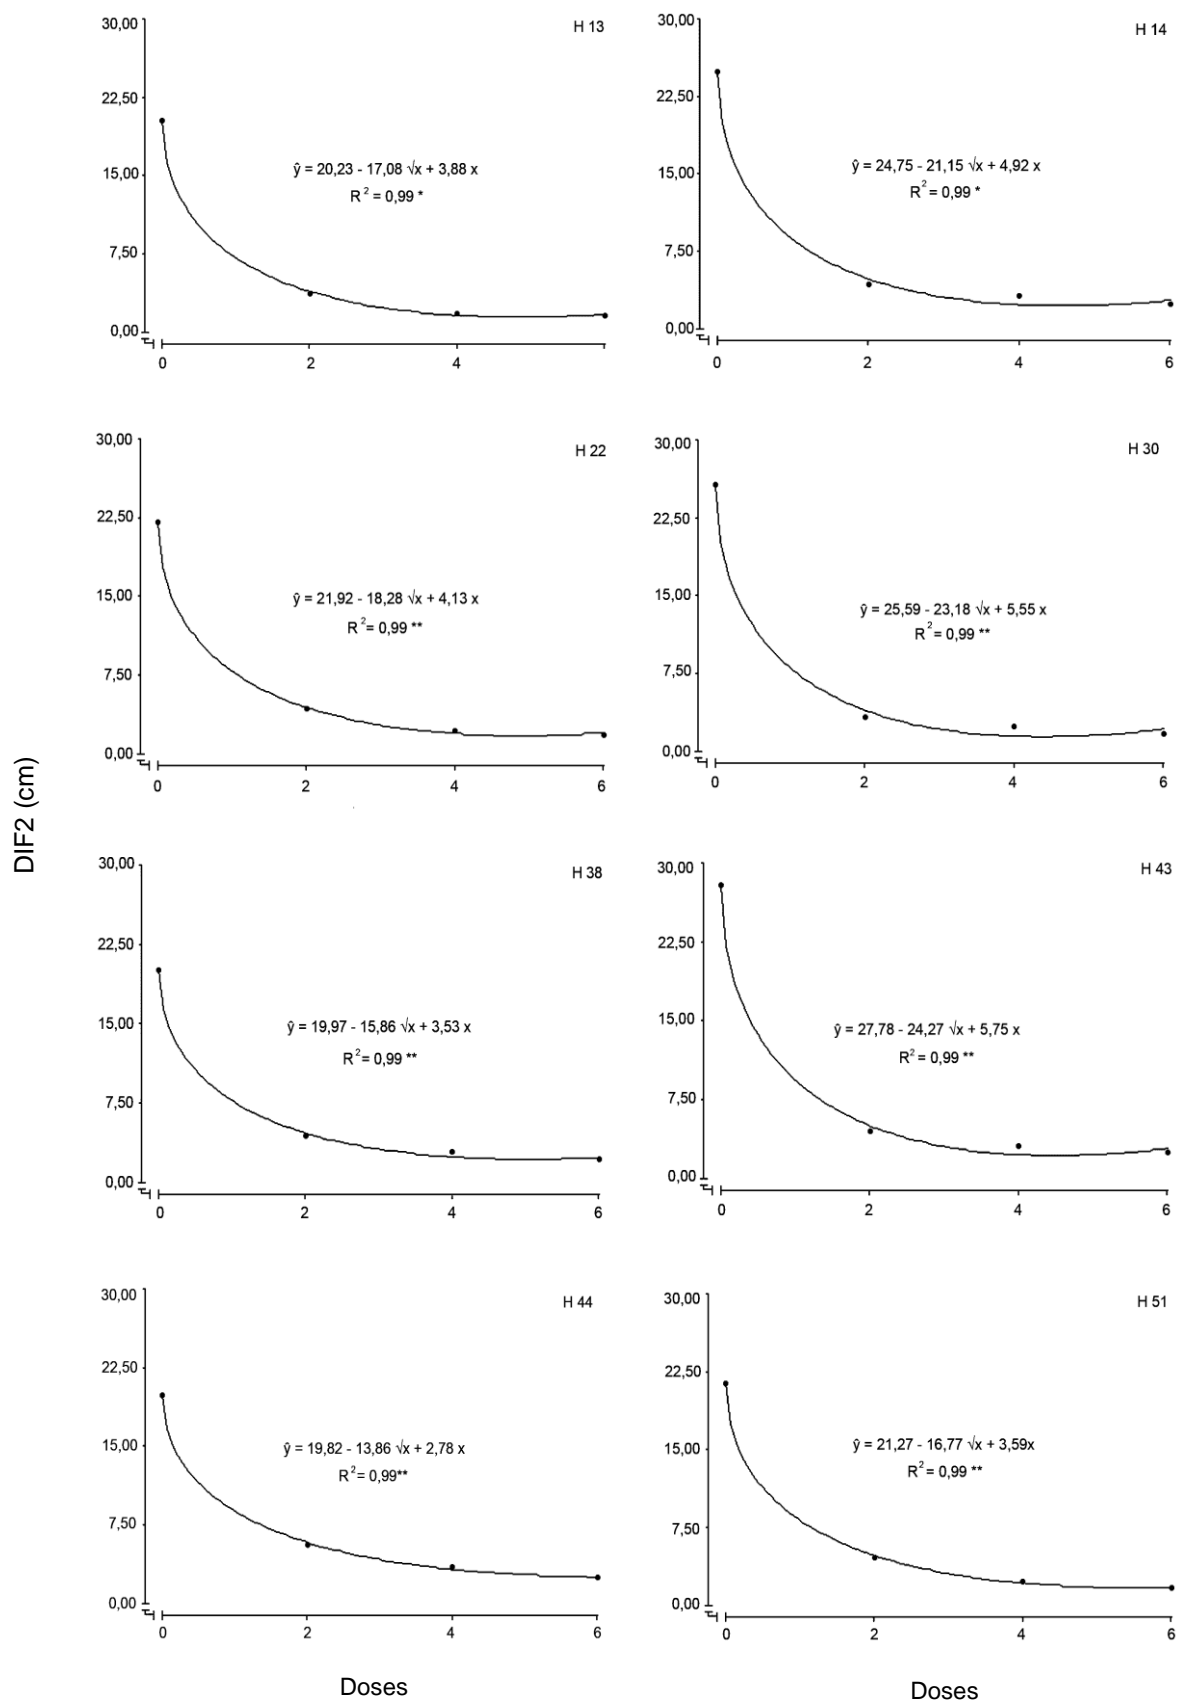 DIF2 (cm)
30,00
H 13
22,50
15,00
ŷ = 20,23 - 17,08 √x + 3,88 x
R² = 0,99 *
7,50
0,00
0 2 4
30,00
H 14
22,50
15,00
ŷ = 24,75 - 21,15 √x + 4,92 x
R² = 0,99 *
7,50
0,00
0 2 4 6
30,00
H 22
22,50
15,00
ŷ = 21,92 - 18,28 √x + 4,13 x
R² = 0,99 **
7,50
0,00
0 2 4 6
30,00
H 30
22,50
15,00
ŷ = 25,59 - 23,18 √x + 5,55 x
R² = 0,99 **
7,50
0,00
0 2 4 6
30,00
H 38
22,50
15,00
ŷ = 19,97 - 15,86 √x + 3,53 x
R² = 0,99 **
7,50
0,00
0 2 4 6
30,00
H 43
22,50
15,00
ŷ = 27,78 - 24,27 √x + 5,75 x
R² = 0,99 **
7,50
0,00
0 2 4 6
30,00
H 44
22,50
15,00
ŷ = 19,82 - 13,86 √x + 2,78 x
R² = 0,99**
7,50
0,00
0 2 4 6
30,00
H 51
22,50
15,00
ŷ = 21,27 - 16,77 √x + 3,59x
R² = 0,99 **
7,50
0,00
0 2 4 6
Doses
Doses